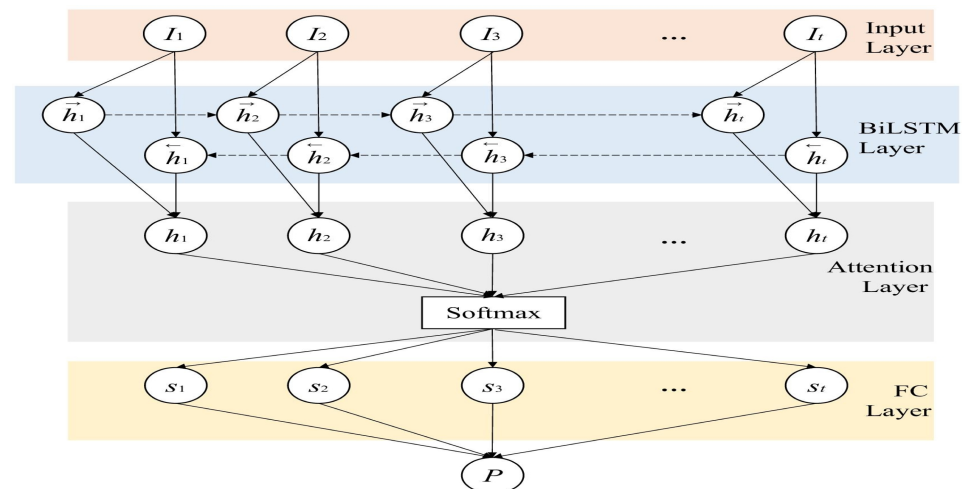 I₁ I₂ I₃ ... Iₜ Input
Layer
h⃗₁ h⃗₂ h⃗₃ h⃗ₜ
BiLSTM
Layer
h⃖₁ h⃖₂ h⃖₃ h⃖ₜ
h₁ h₂ h₃ ... hₜ
Attention
Layer
Softmax
s₁ s₂ s₃ ... sₜ
FC
Layer
P